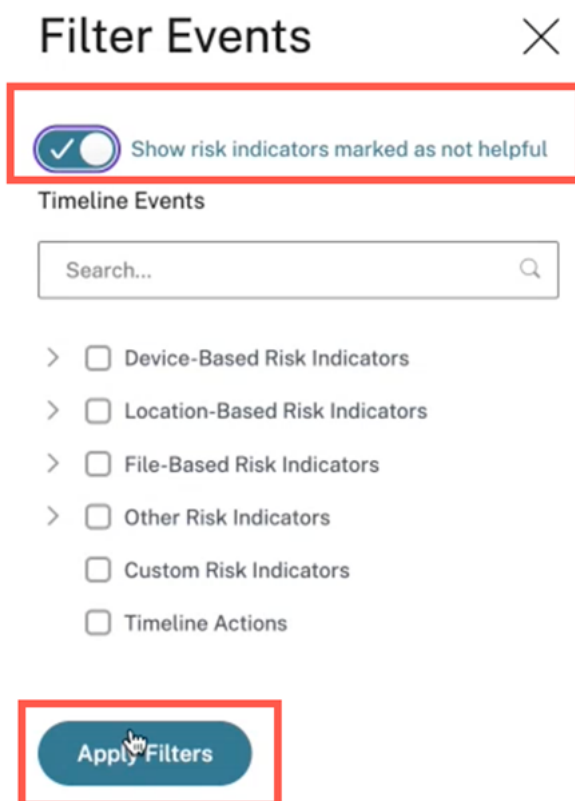 Filter Events
Show risk indicators marked as not helpful
Timeline Events
Search...
Device-Based Risk Indicators
Location-Based Risk Indicators
File-Based Risk Indicators
Other Risk Indicators
Custom Risk Indicators
Timeline Actions
Apply Filters